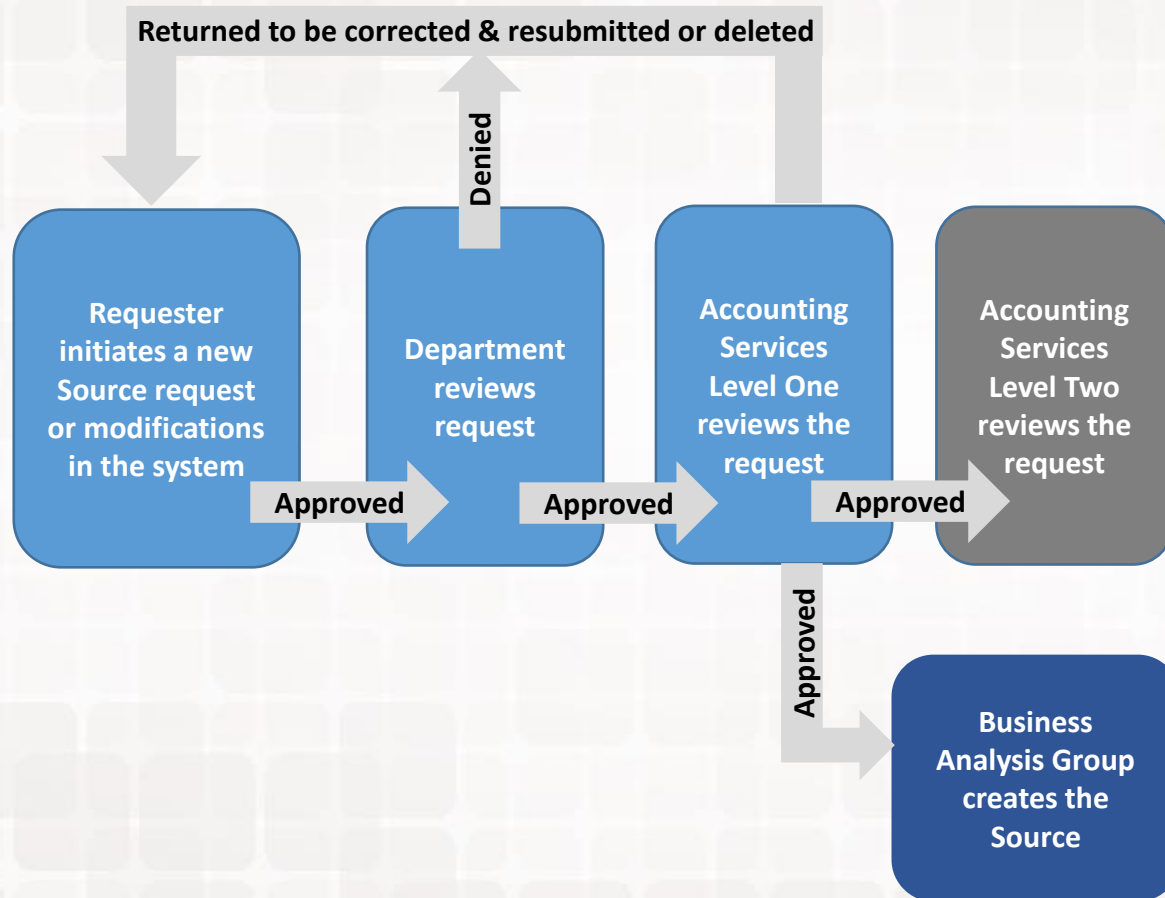 Returned to be corrected & resubmitted or deleted
Denied
Requester
initiates a new
Source request
or modifications
in the system
Department
reviews
request
Accounting
Services
Level One
reviews the
request
Accounting
Services
Level Two
reviews the
request
Approved
Approved
Approved
Approved
Business
Analysis Group
creates the
Source